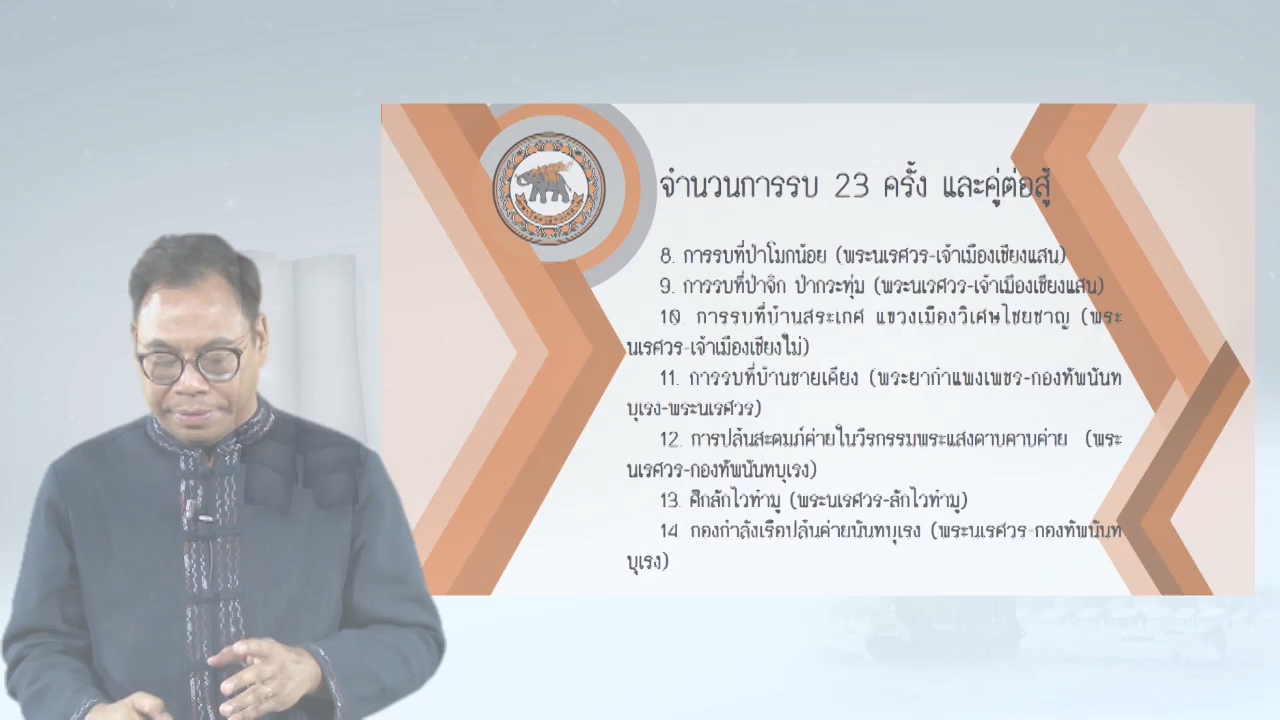 จำนวนการรบ 23 ครั้ง และคู่ต่อสู้
8. การรบที่ป่าโมกน้อย (พระนเรศวร-เจ้าเมืองเชียงแสน)
9. การรบที่ป่าจิก ป่ากระทุ่ม (พระนเรศวร-เจ้าเมืองเชียงแสน)
10. การรบที่บ้านสระเกศ แขวงเมืองวิเศษไชยชาญ (พระ
นเรศวร-เจ้าเมืองเชียงใม่)
11. การรบที่บ้านชายเคือง (พระยากำแพงเพชร-กองทัพนันท
บุเรง-พระนเรศวร)
12. การปล้นสะดมภ์ค่ายในวีรกรรมพระแสงดาบคาบค่าย (พระ
นเรศวร-กองทัพนันทบุเรง)
13. ศึกลักไวทำมู (พระนเรศวร-ลักไวทำมู)
14 กองกำลังเรือปล้นค่ายนันทบุเรง (พระนเรศวร-กองทัพนันท
บุเรง)